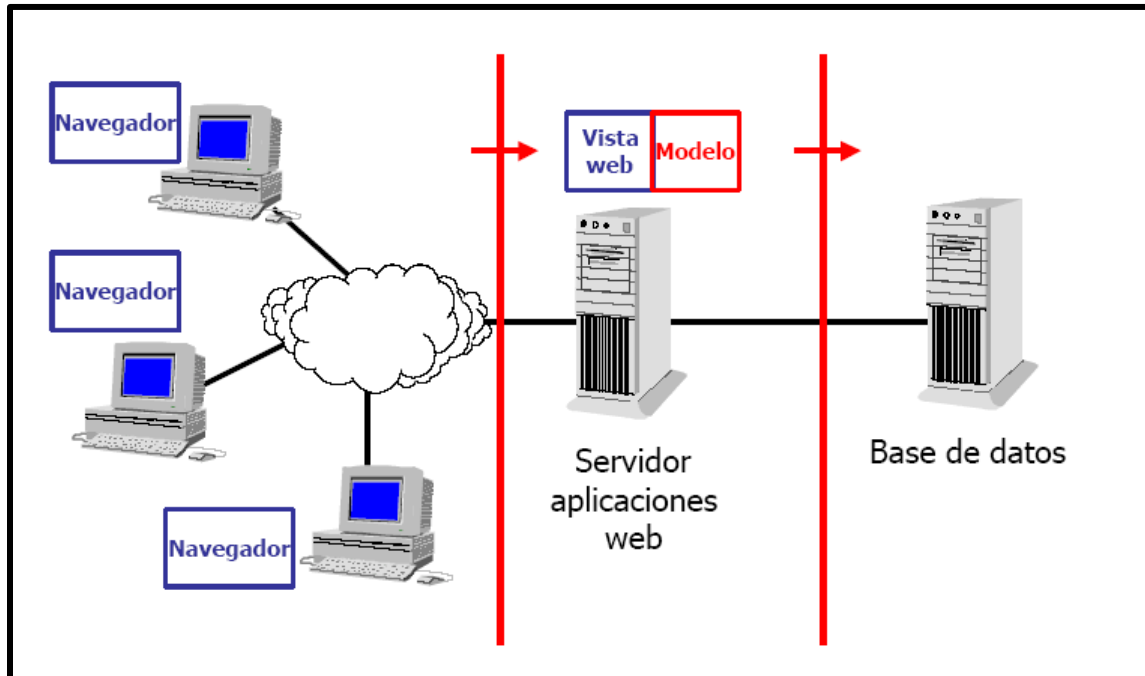 Navegador
Vista
web
Modelo
Navegador
Navegador
Servidor
aplicaciones
web
Base de datos